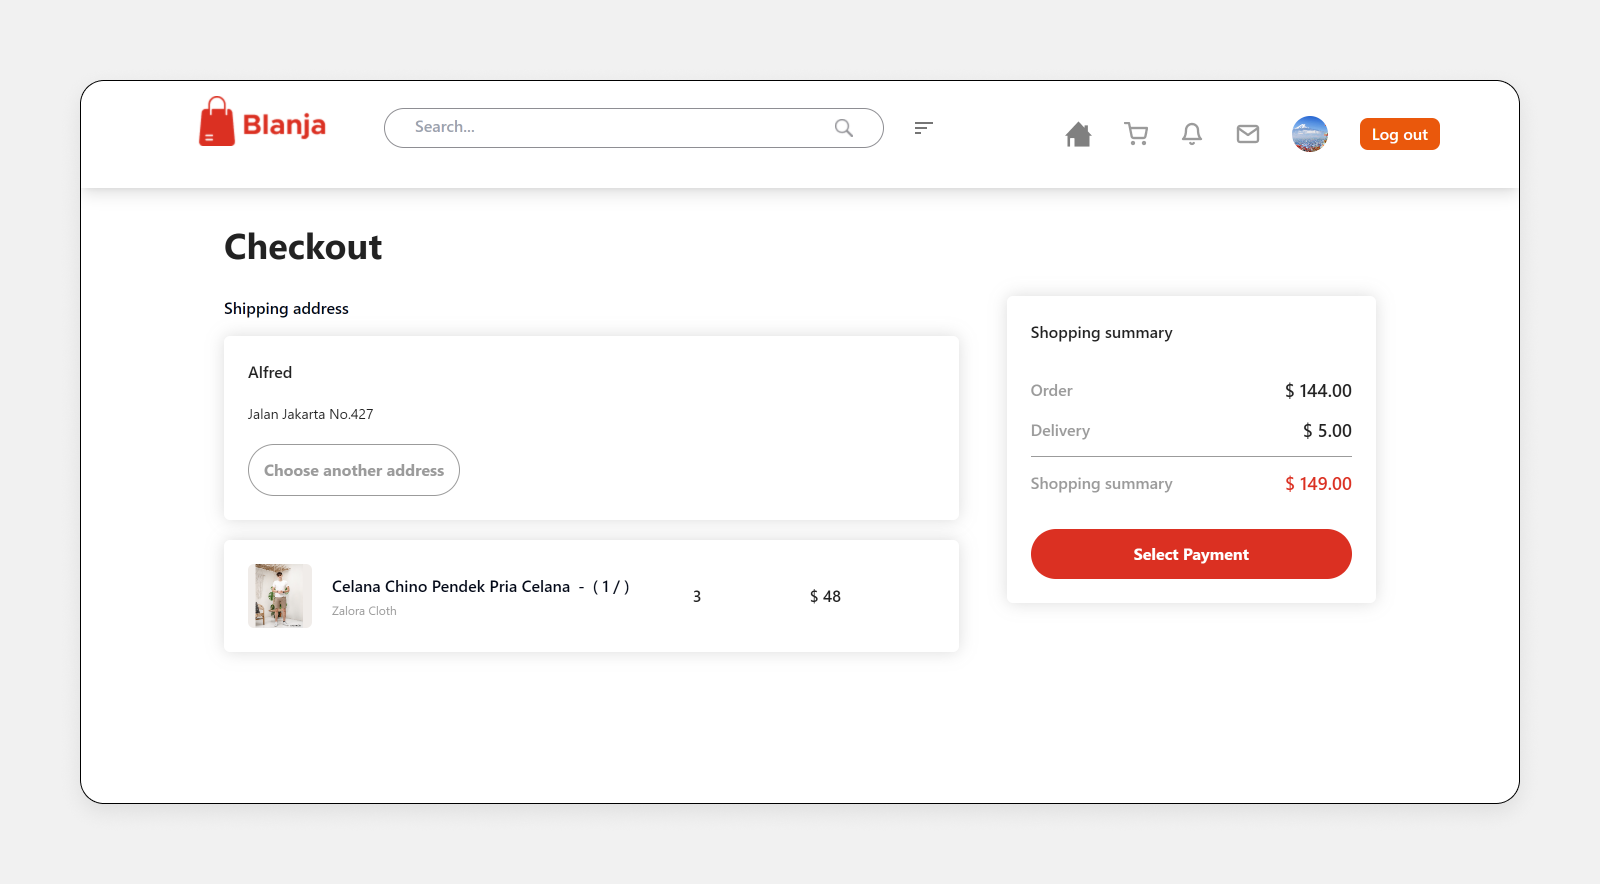 Blanja
Search...
Log out
Checkout
Shipping address
Alfred
Jalan Jakarta No.427
Choose another address
Celana Chino Pendek Pria Celana - ( 1 / )
Zalora Cloth
3
$ 48
Shopping summary
Order
$ 144.00
Delivery
$ 5.00
Shopping summary
$ 149.00
Select Payment